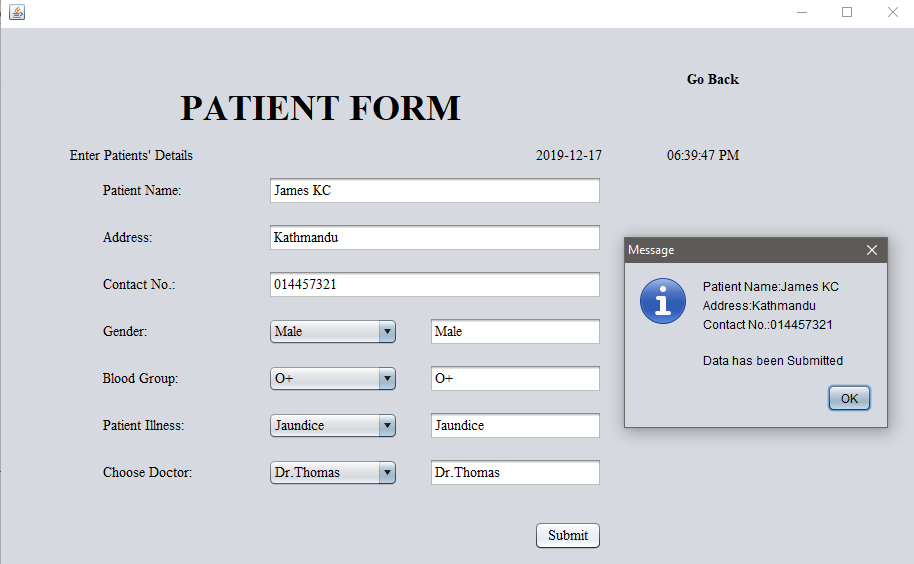 Go Back
PATIENT FORM
Enter Patients' Details 2019-12-17 06:39:47 PM
Patient Name: James KC
Address: Kathmandu
Contact No.: 014457321
Gender: Male Male
Blood Group: O+ O+
Patient Illness: Jaundice Jaundice
Choose Doctor: Dr.Thomas Dr.Thomas
Submit
Message
Patient Name:James KC
Address:Kathmandu
Contact No.:014457321
Data has been Submitted
OK